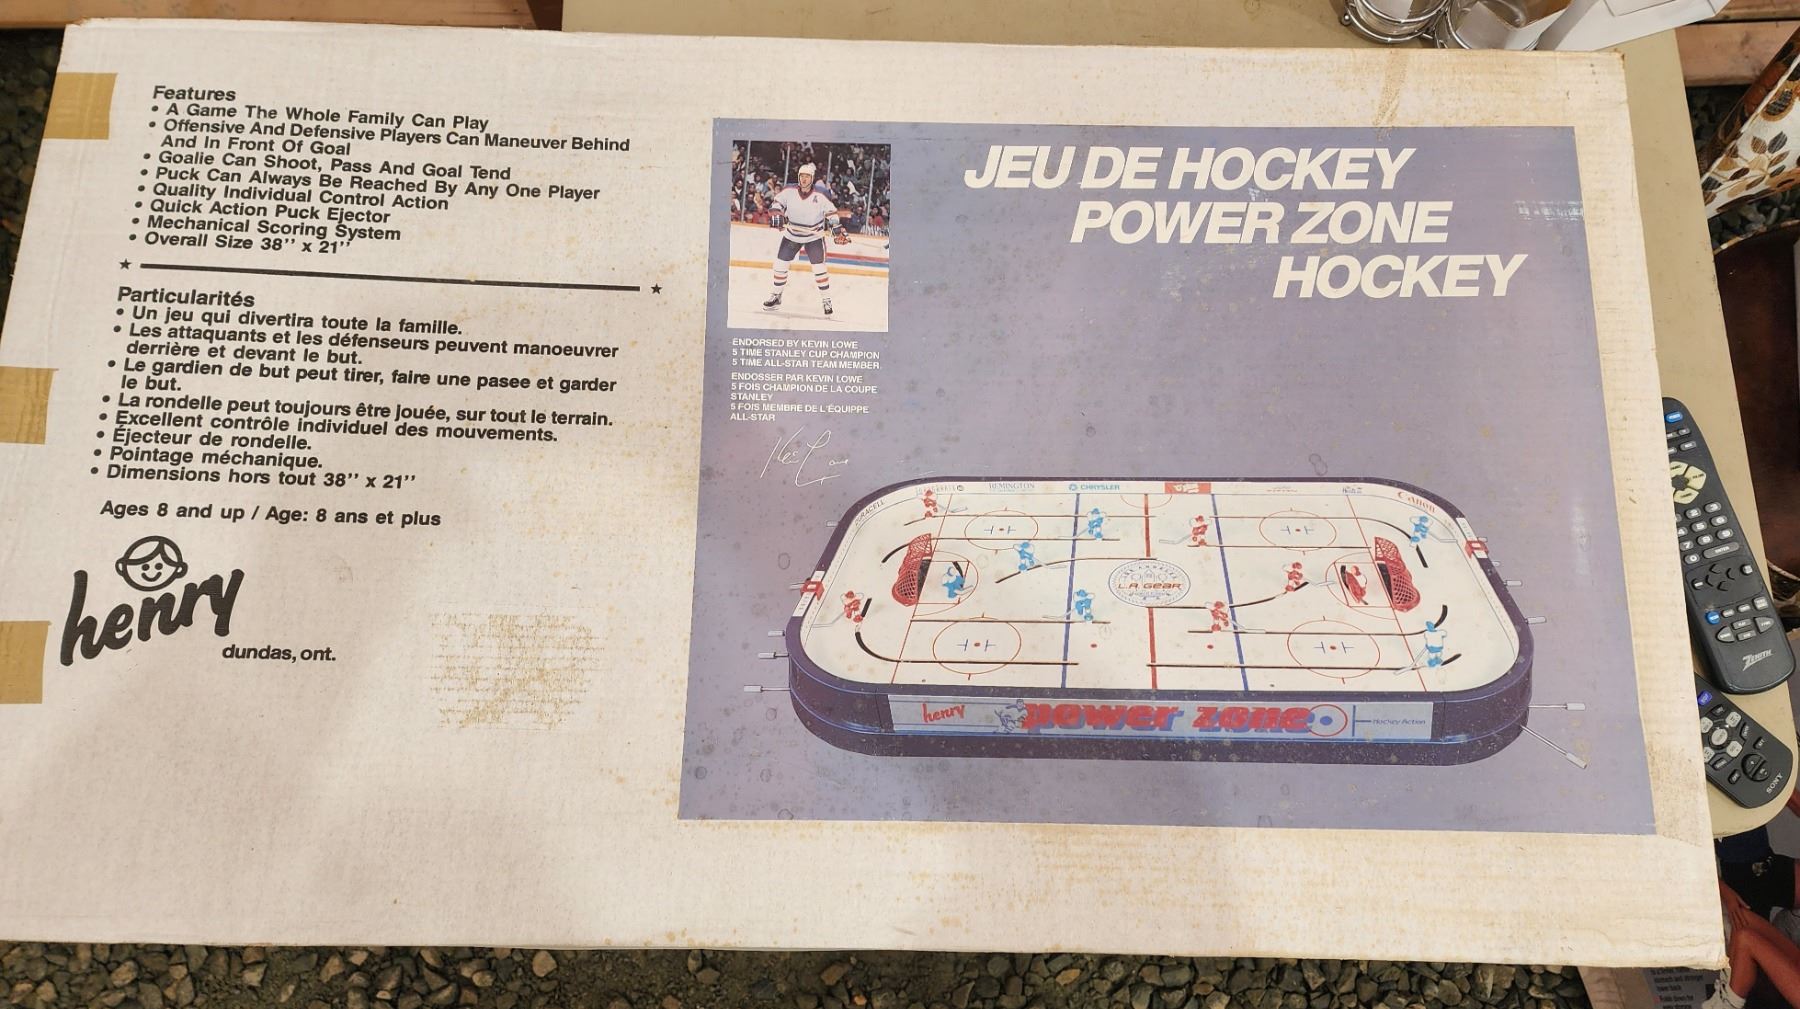 Features
• A Game The Whole Family Can Play
• Offensive And Defensive Players Can Maneuver Behind
And In Front Of Goal
• Goalie Can Shoot, Pass And Goal Tend
• Puck Can Always Be Reached By Any One Player
• Quality Individual Control Action
• Quick Action Puck Ejector
• Mechanical Scoring System
• Overall Size 38'' x 21''
Particularités
• Un jeu qui divertira toute la famille.
• Les attaquants et les défenseurs peuvent manoeuvrer
derrière et devant le but.
• Le gardien de but peut tirer, faire une pasee et garder
le but.
• La rondelle peut toujours être jouée, sur tout le terrain.
• Excellent contrôle individuel des mouvements.
• Éjecteur de rondelle.
• Pointage méchanique.
• Dimensions hors tout 38'' x 21''
Ages 8 and up / Age: 8 ans et plus
henry
dundas, ont.
JEU DE HOCKEY
POWER ZONE
HOCKEY
ENDORSED BY KEVIN LOWE
5 TIME STANLEY CUP CHAMPION
5 TIME ALL-STAR TEAM MEMBER.
ENDOSSER PAR KEVIN LOWE
5 FOIS CHAMPION DE LA COUPE
STANLEY
5 FOIS MEMBRE DE L'ÉQUIPPE
ALL-STAR
DURACELL
REMINGTON
CHRYSLER
Canon
L.A. GEAR
henry
power zone
Hockey Action
ZENITH
SONY